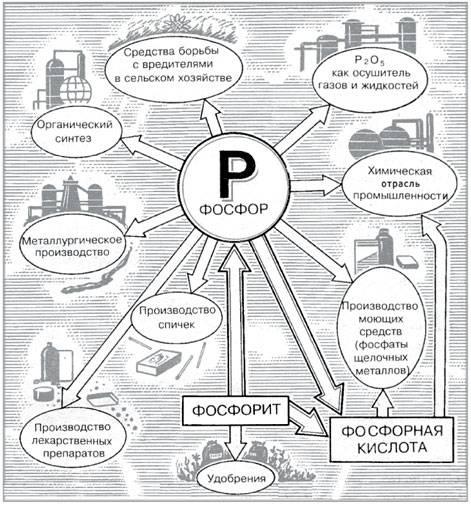 Средства борьбы
с вредителями
в сельском хозяйстве
P₂O₅
как осушитель
газов и жидкостей
Органический
синтез
P
ФОСФОР
Химическая
отрасль
промышленности
Металлургическое
производство
Производство
спичек
Производство
моющих
средств
(фосфаты
щелочных
металлов)
Производство
лекарственных
препаратов
ФОСФОРИТ
ФОСФОРНАЯ
КИСЛОТА
Удобрения